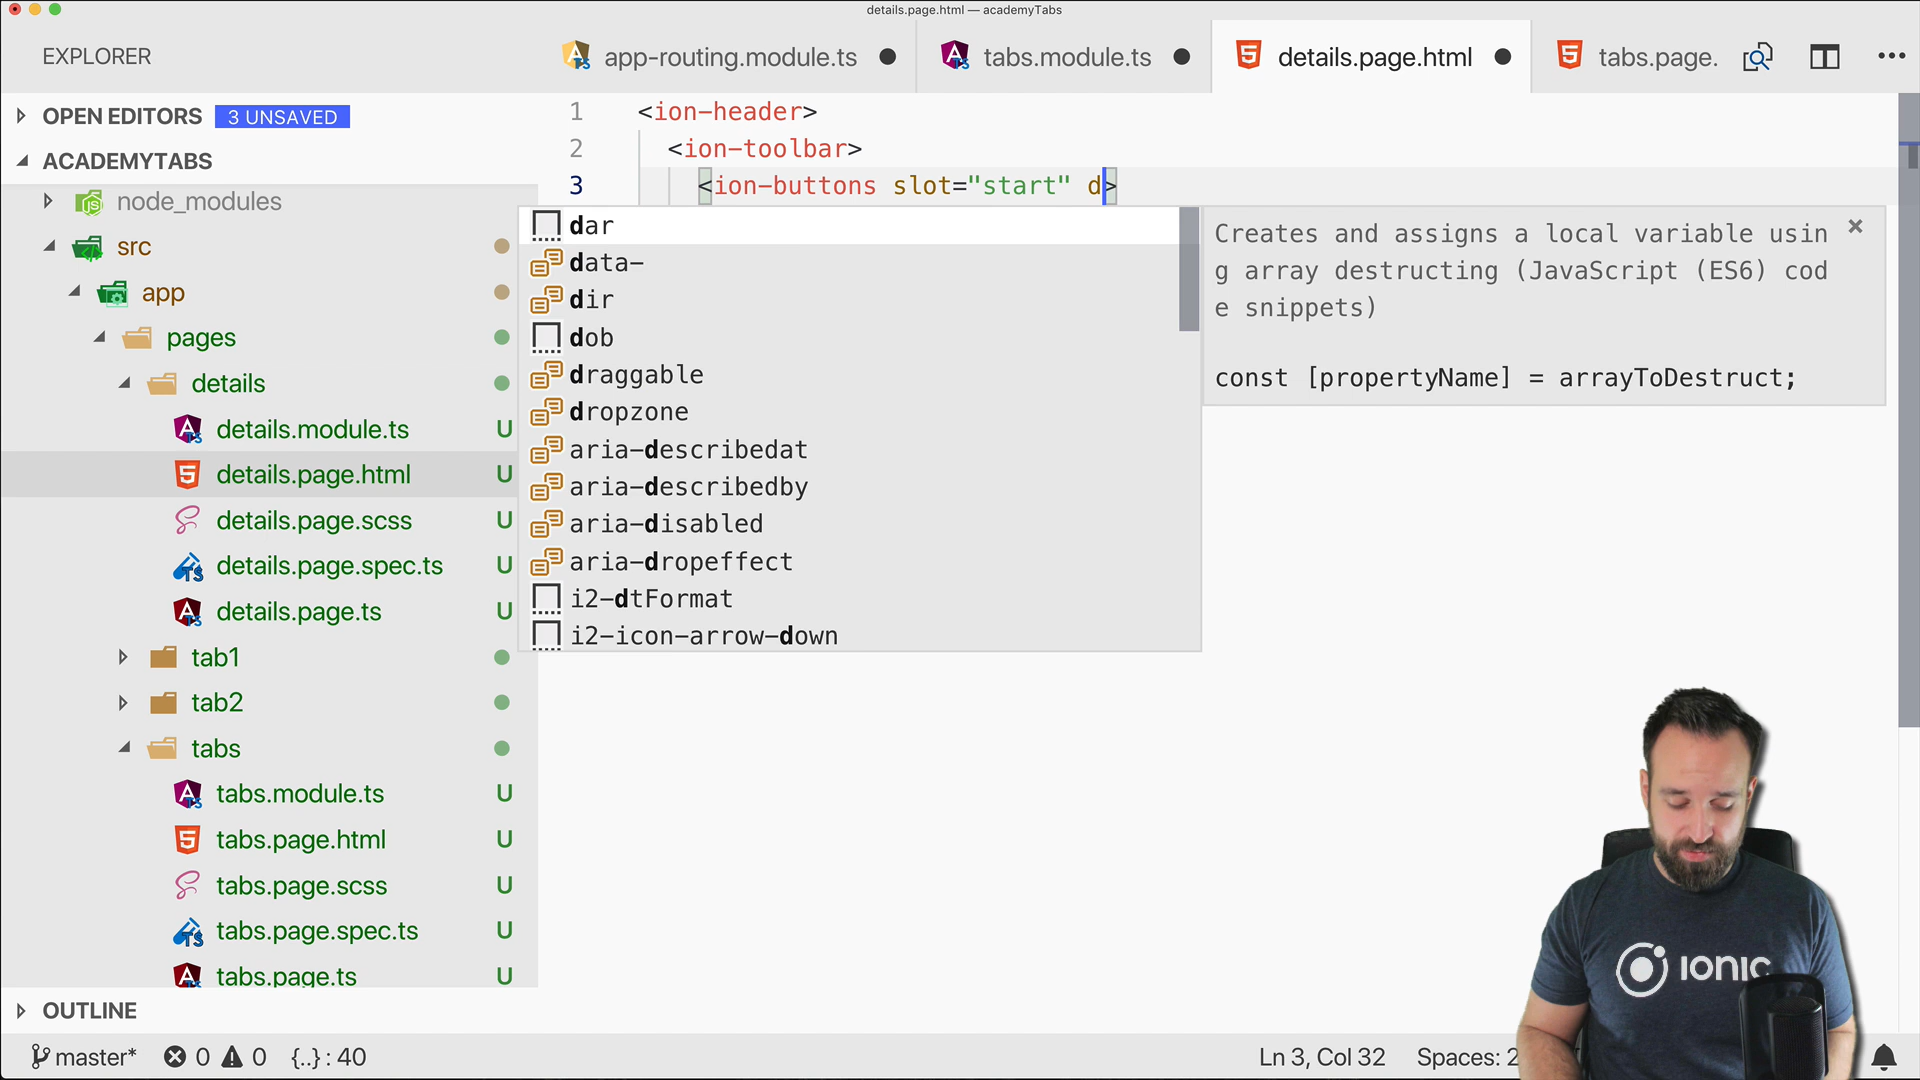 details.page.html — academyTabs
EXPLORER
app-routing.module.ts
tabs.module.ts
details.page.html
tabs.page.
OPEN EDITORS 3 UNSAVED
ACADEMYTABS
node_modules
src
app
pages
details
details.module.ts U
details.page.html U
details.page.scss U
details.page.spec.ts U
details.page.ts U
tab1
tab2
tabs
tabs.module.ts U
tabs.page.html U
tabs.page.scss U
tabs.page.spec.ts U
tabs.page.ts U
OUTLINE
1 <ion-header>
2 <ion-toolbar>
3 <ion-buttons slot="start" d>
dar
data-
dir
dob
draggable
dropzone
aria-describedat
aria-describedby
aria-disabled
aria-dropeffect
i2-dtFormat
i2-icon-arrow-down
Creates and assigns a local variable usin
g array destructing (JavaScript (ES6) cod
e snippets)
const [propertyName] = arrayToDestruct;
ionic
master* 0 0 {..} : 40
Ln 3, Col 32 Spaces: 2